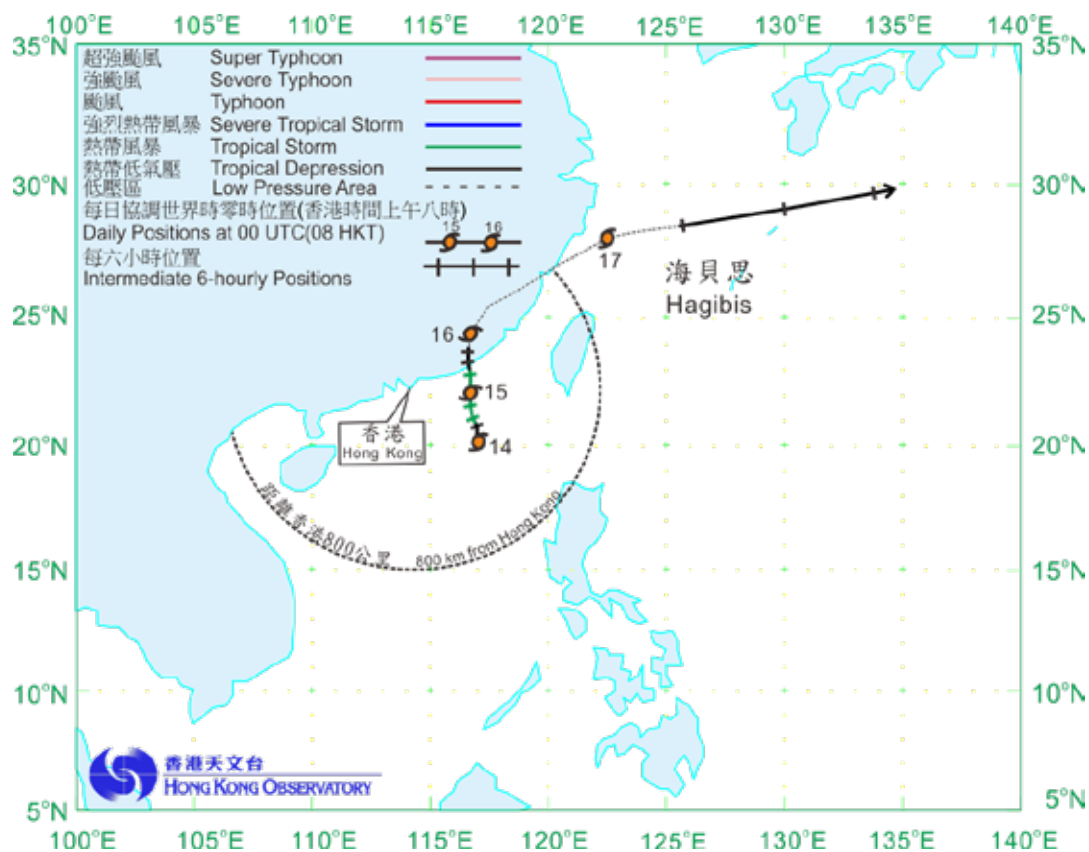 100°E 105°E 110°E 115°E 120°E 125°E 130°E 135°E 140°E
35°N 35°N
超強颱風 Super Typhoon
強颱風 Severe Typhoon
颱風 Typhoon
強烈熱帶風暴 Severe Tropical Storm
熱帶風暴 Tropical Storm
熱帶低氣壓 Tropical Depression
低壓區 Low Pressure Area
30°N 30°N
每日協調世界時零時位置(香港時間上午八時)
Daily Positions at 00 UTC(08 HKT)
15 16
每六小時位置
Intermediate 6-hourly Positions
17
海貝思
Hagibis
25°N 25°N
16
15
香港
Hong Kong
14
20°N 20°N
距離香港800公里
800 km from Hong Kong
15°N 15°N
10°N 10°N
香港天文台
HONG KONG OBSERVATORY
5°N 5°N
100°E 105°E 110°E 115°E 120°E 125°E 130°E 135°E 140°E